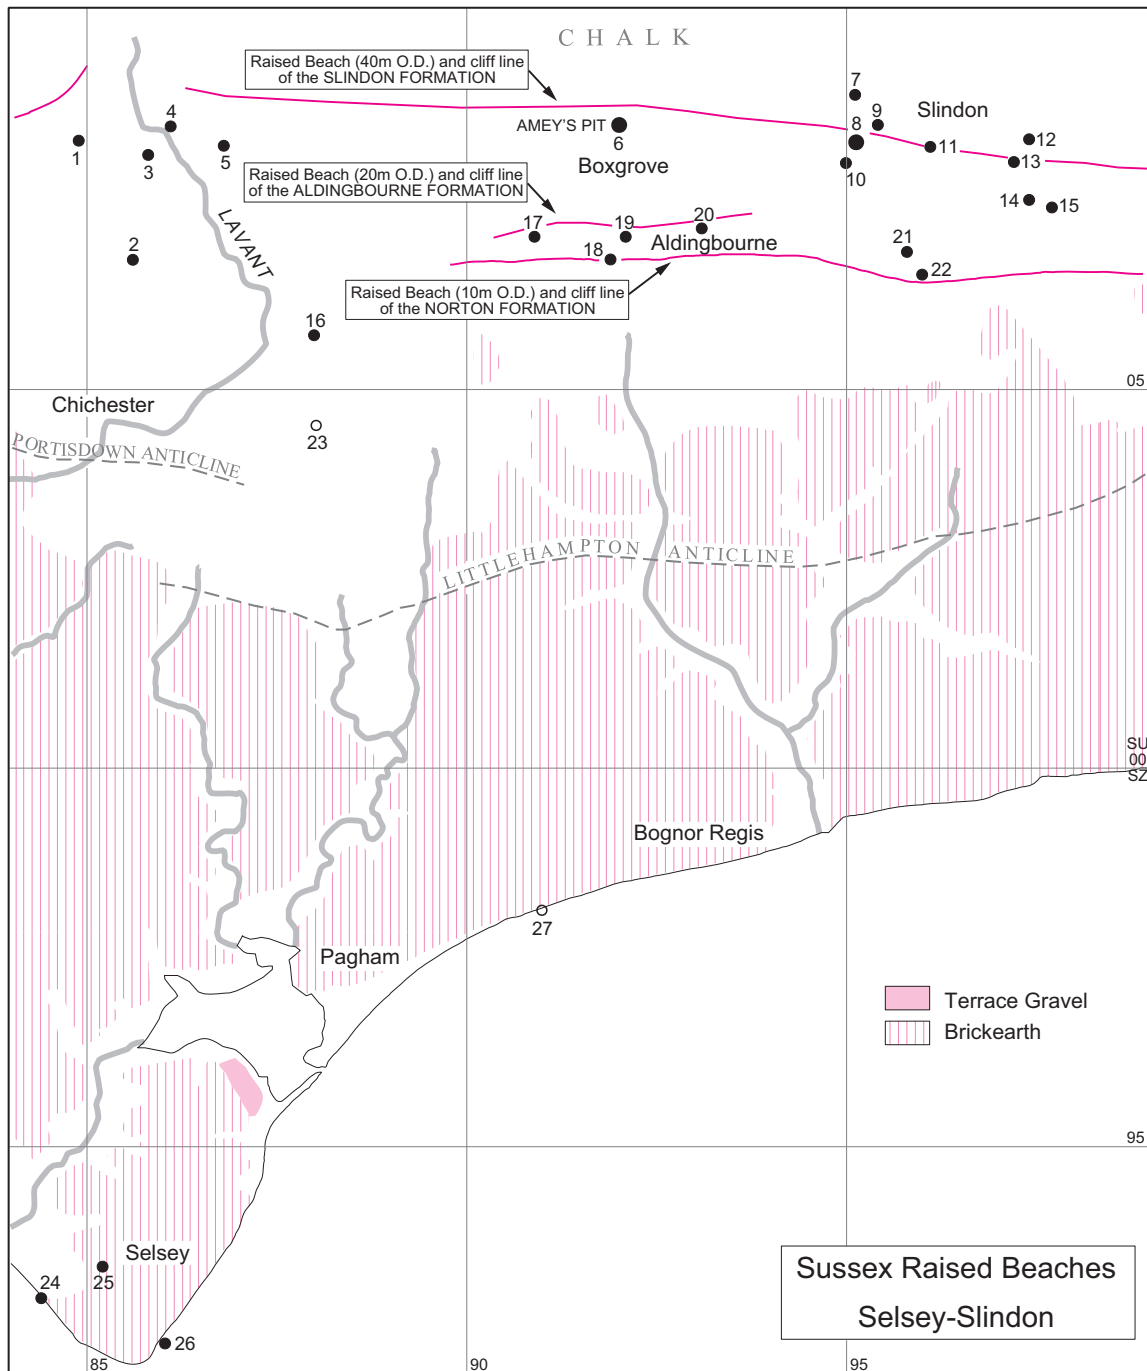 CHALK
Raised Beach (40m O.D.) and cliff line
of the SLINDON FORMATION
7
4
9
Slindon
AMEY'S PIT
8
12
1
3
5
6
11
Boxgrove
10
13
Raised Beach (20m O.D.) and cliff line
of the ALDINGBOURNE FORMATION
14
15
LAVANT
17
19
20
2
18
Aldingbourne
21
22
Raised Beach (10m O.D.) and cliff line
of the NORTON FORMATION
16
05
Chichester
23
PORTISDOWN ANTICLINE
LITTLEHAMPTON ANTICLINE
SU
00
SZ
Bognor Regis
27
Pagham
Terrace Gravel
Brickearth
95
Selsey
25
24
26
Sussex Raised Beaches
Selsey-Slindon
85
90
95